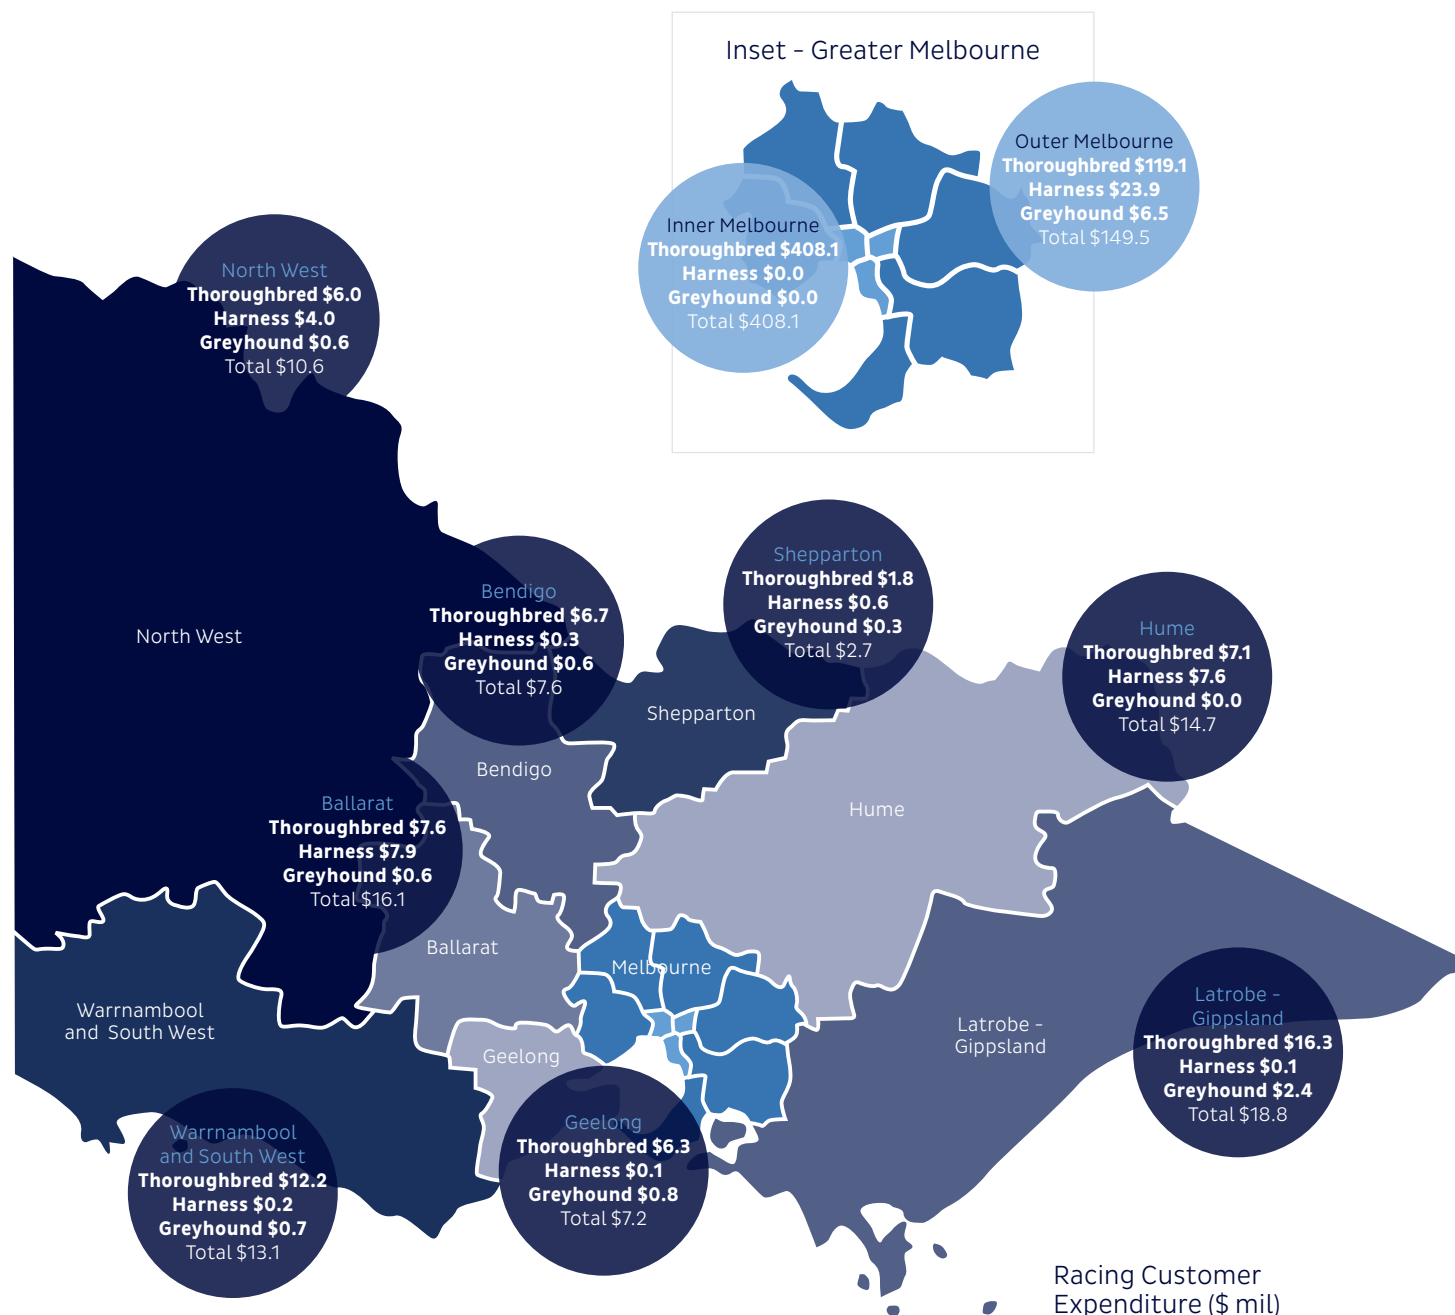 Inset - Greater Melbourne
Outer Melbourne
Thoroughbred $119.1
Harness $23.9
Greyhound $6.5
Total $149.5
Inner Melbourne
Thoroughbred $408.1
Harness $0.0
Greyhound $0.0
Total $408.1
North West
Thoroughbred $6.0
Harness $4.0
Greyhound $0.6
Total $10.6
North West
Bendigo
Thoroughbred $6.7
Harness $0.3
Greyhound $0.6
Total $7.6
Bendigo
Shepparton
Thoroughbred $1.8
Harness $0.6
Greyhound $0.3
Total $2.7
Shepparton
Hume
Thoroughbred $7.1
Harness $7.6
Greyhound $0.0
Total $14.7
Hume
Ballarat
Thoroughbred $7.6
Harness $7.9
Greyhound $0.6
Total $16.1
Ballarat
Melbourne
Warrnambool
and South West
Geelong
Latrobe -
Gippsland
Latrobe -
Gippsland
Thoroughbred $16.3
Harness $0.1
Greyhound $2.4
Total $18.8
Warrnambool
and South West
Thoroughbred $12.2
Harness $0.2
Greyhound $0.7
Total $13.1
Geelong
Thoroughbred $6.3
Harness $0.1
Greyhound $0.8
Total $7.2
Racing Customer
Expenditure ($ mil)